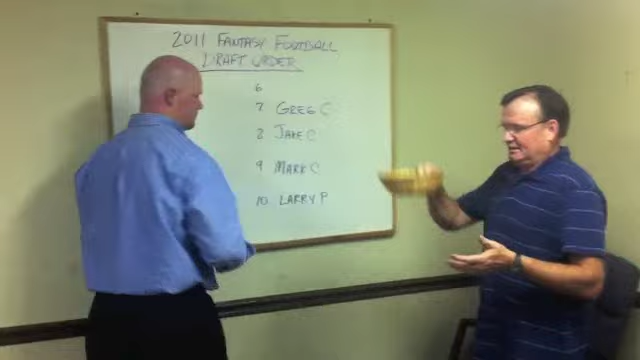 2011 FANTASY FOOTBALL
DRAFT ORDER
6
7 GREG C
8 JAKE C
9 MARK C
10 LARRY P